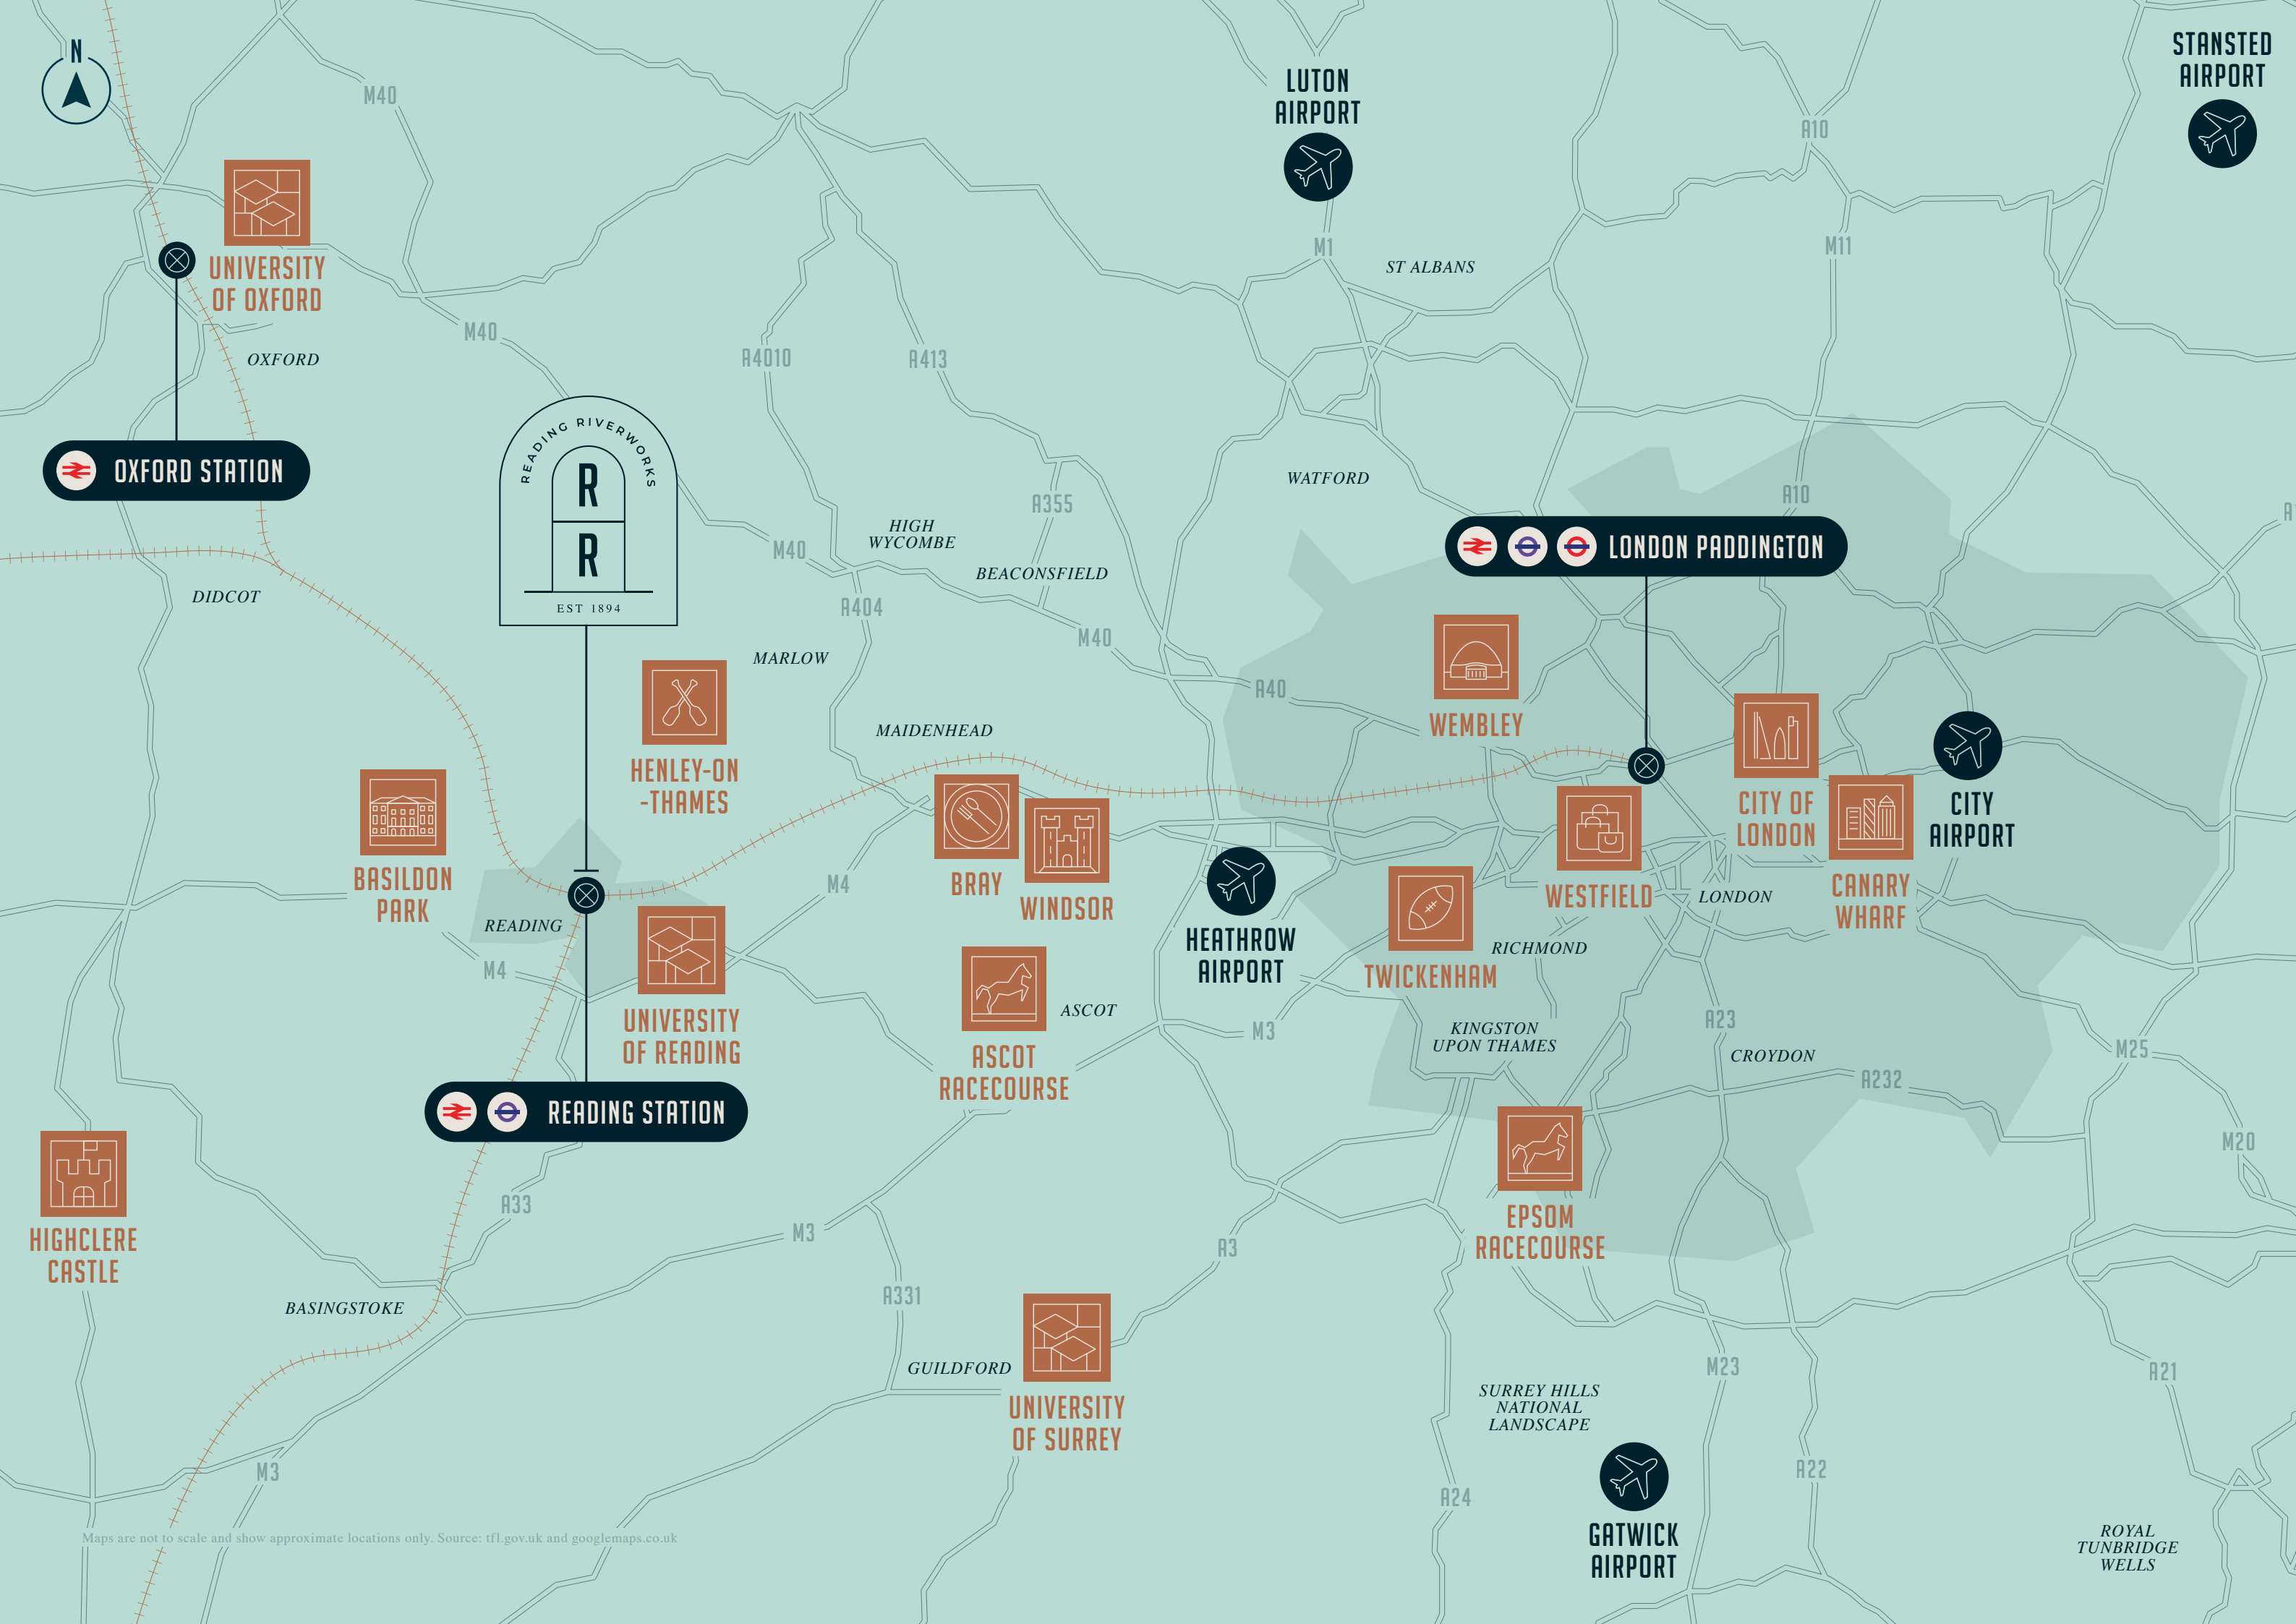 N
M40
LUTON
AIRPORT
STANSTED
AIRPORT
A10
M1
M11
ST ALBANS
UNIVERSITY
OF OXFORD
OXFORD
M40
A4010
A413
OXFORD STATION
READING RIVERWORKS
R
R
EST 1894
WATFORD
A10
A355
HIGH
WYCOMBE
M40
BEACONSFIELD
LONDON PADDINGTON
DIDCOT
A404
M40
MARLOW
A40
WEMBLEY
MAIDENHEAD
HENLEY-ON
-THAMES
CITY OF
LONDON
CITY
AIRPORT
BASILDON
PARK
M4
BRAY
WINDSOR
WESTFIELD
LONDON
CANARY
WHARF
READING
HEATHROW
AIRPORT
RICHMOND
TWICKENHAM
M4
UNIVERSITY
OF READING
ASCOT
ASCOT
RACECOURSE
M3
KINGSTON
UPON THAMES
A23
CROYDON
M25
A232
READING STATION
M20
HIGHCLERE
CASTLE
A33
M3
A3
EPSOM
RACECOURSE
BASINGSTOKE
A331
GUILDFORD
UNIVERSITY
OF SURREY
M23
A21
SURREY HILLS
NATIONAL
LANDSCAPE
M3
A24
A22
GATWICK
AIRPORT
ROYAL
TUNBRIDGE
WELLS
Maps are not to scale and show approximate locations only. Source: tfl.gov.uk and googlemaps.co.uk